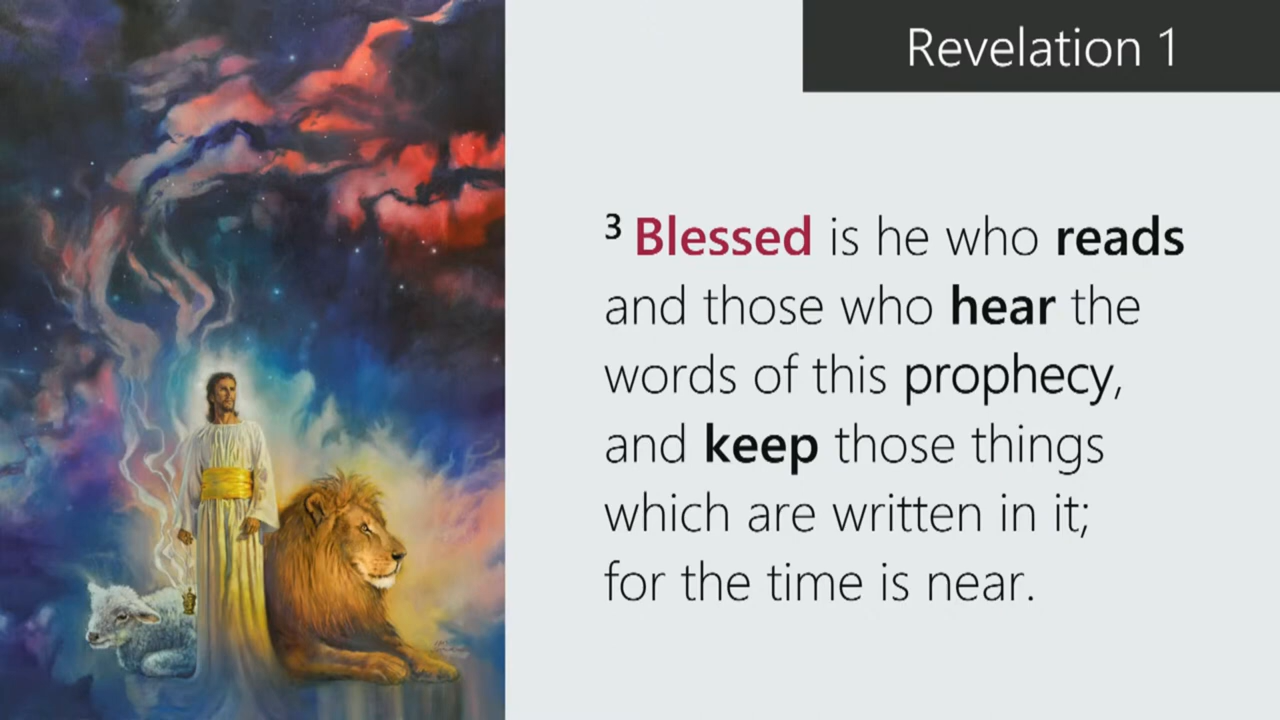 Revelation 1
3 Blessed is he who reads
and those who hear the
words of this prophecy,
and keep those things
which are written in it;
for the time is near.